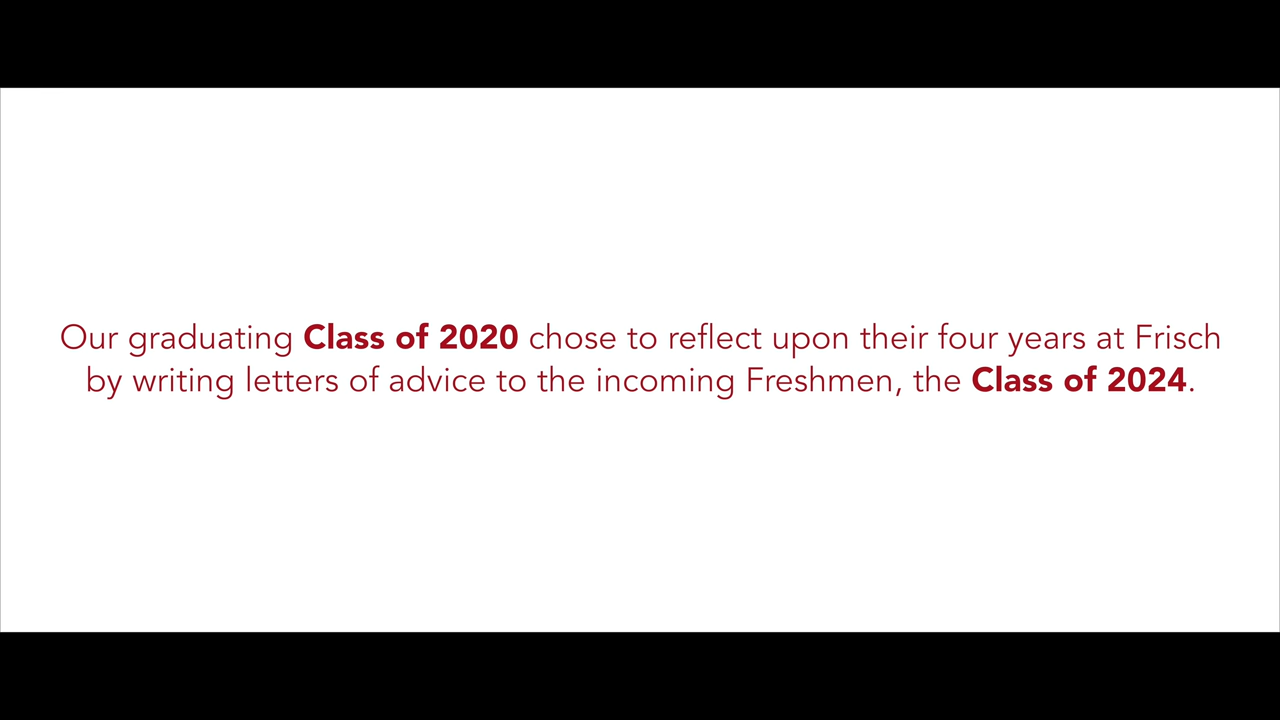 Our graduating Class of 2020 chose to reflect upon their four years at Frisch
by writing letters of advice to the incoming Freshmen, the Class of 2024.